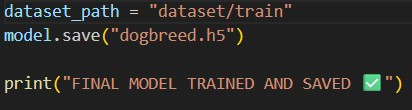 dataset_path = "dataset/train"
model.save("dogbreed.h5")
print("FINAL MODEL TRAINED AND SAVED ✅")